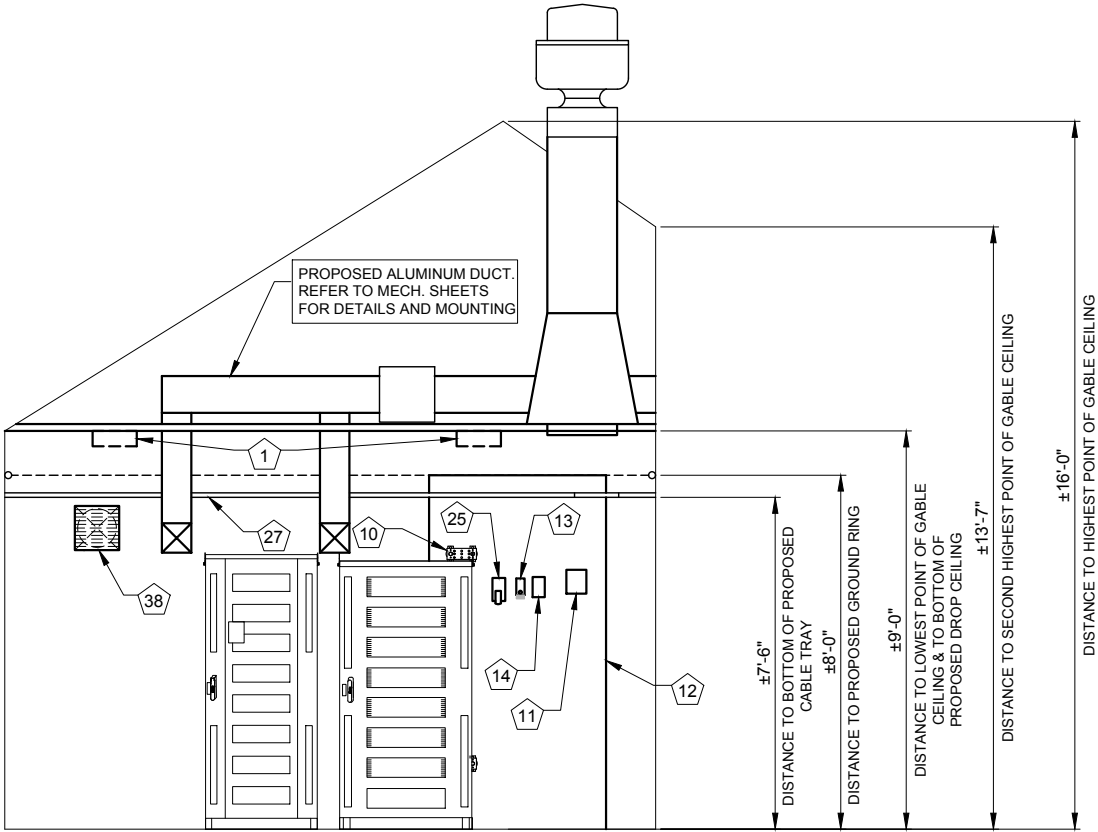 PROPOSED ALUMINUM DUCT.
REFER TO MECH. SHEETS
FOR DETAILS AND MOUNTING
1
27
10
25
13
38
14
11
12
±7'-6"
DISTANCE TO BOTTOM OF PROPOSED
CABLE TRAY
±8'-0"
DISTANCE TO PROPOSED GROUND RING
±9'-0"
DISTANCE TO LOWEST POINT OF GABLE
CEILING & TO BOTTOM OF
PROPOSED DROP CEILING
±13'-7"
DISTANCE TO SECOND HIGHEST POINT OF GABLE CEILING
±16'-0"
DISTANCE TO HIGHEST POINT OF GABLE CEILING